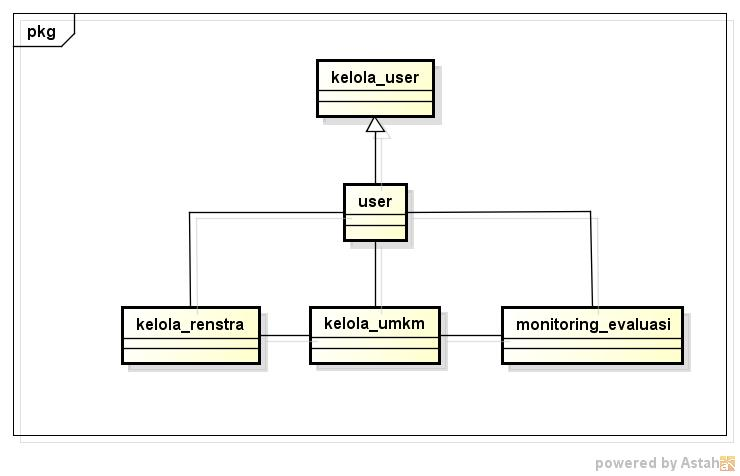 pkg
kelola_user
user
kelola_renstra
kelola_umkm
monitoring_evaluasi
powered by Astah